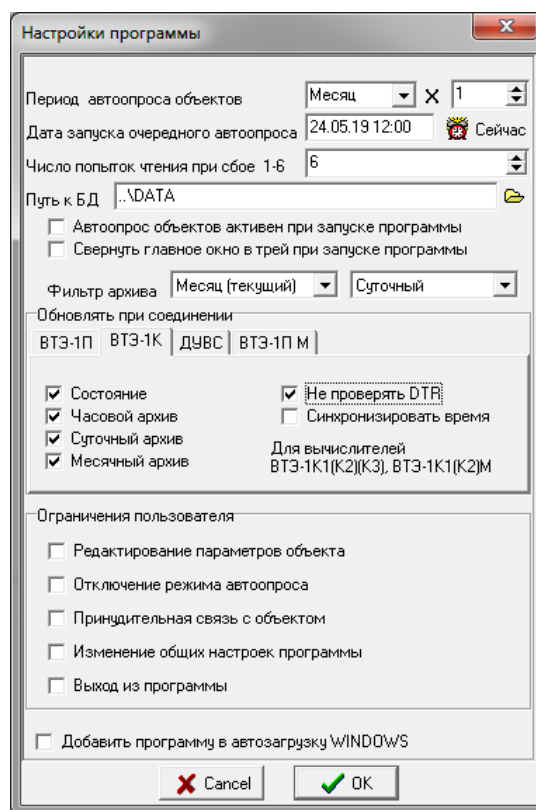 Настройки программы
Период автоопроса объектов Месяц X 1
Дата запуска очередного автоопроса 24.05.19 12:00 Сейчас
Число попыток чтения при сбое 1-6 6
Путь к БД ..\DATA
Автоопрос объектов активен при запуске программы
Свернуть главное окно в трей при запуске программы
Фильтр архива Месяц (текущий) Суточный
Обновлять при соединении
ВТЭ-1П ВТЭ-1К ДУВС ВТЭ-1П М
Состояние Не проверять DTR
Часовой архив Синхронизировать время
Суточный архив
Месячный архив
Для вычислителей
ВТЭ-1К1(К2)(К3), ВТЭ-1К1(К2)М
Ограничения пользователя
Редактирование параметров объекта
Отключение режима автоопроса
Принудительная связь с объектом
Изменение общих настроек программы
Выход из программы
Добавить программу в автозагрузку WINDOWS
Cancel OK